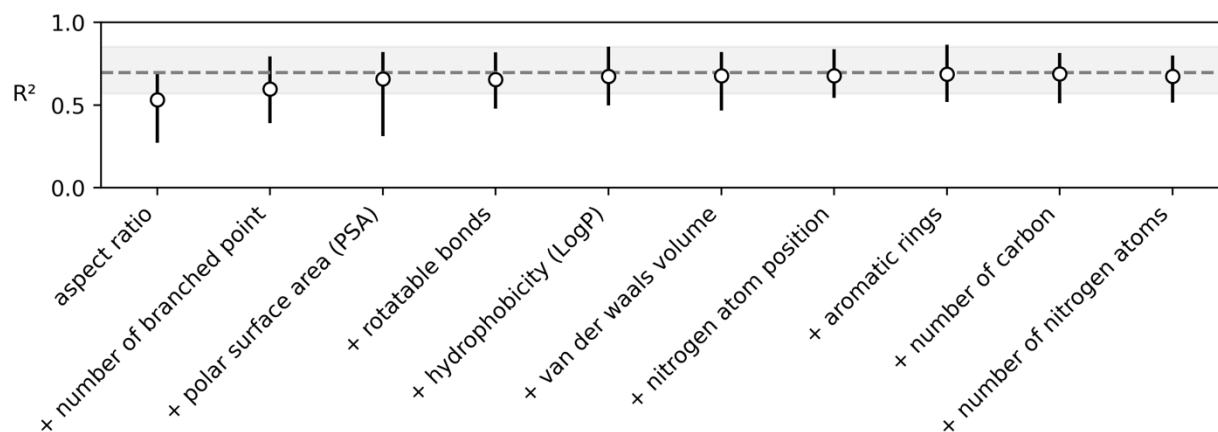 1.0
R²
0.5
0.0
aspect ratio
+ number of branched point
+ polar surface area (PSA)
+ rotatable bonds
+ hydrophobicity (LogP)
+ van der waals volume
+ nitrogen atom position
+ aromatic rings
+ number of carbon
+ number of nitrogen atoms